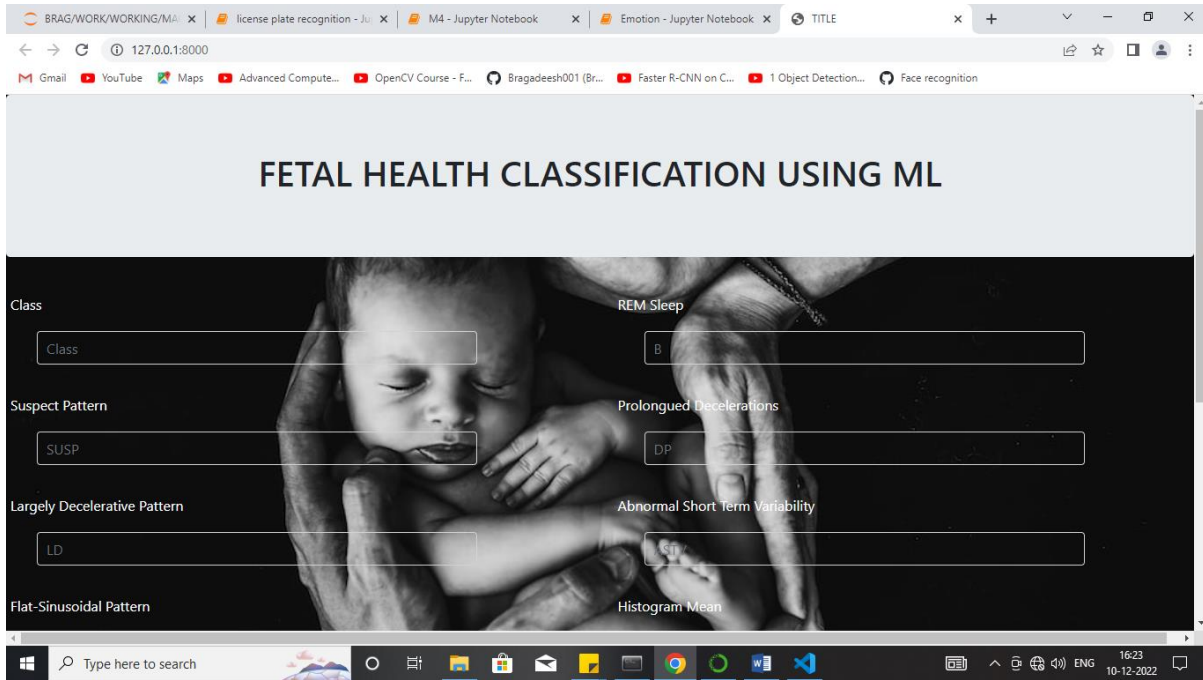 BRAG/WORK/WORKING/MA
license plate recognition - Ju
M4 - Jupyter Notebook
Emotion - Jupyter Notebook
TITLE
127.0.0.1:8000
Gmail
YouTube
Maps
Advanced Compute...
OpenCV Course - F...
Bragadeesh001 (Br...
Faster R-CNN on C...
1 Object Detection...
Face recognition
FETAL HEALTH CLASSIFICATION USING ML
Class
REM Sleep
Class
B
Suspect Pattern
Prolongued Decelerations
SUSP
DP
Largely Decelerative Pattern
Abnormal Short Term Variability
LD
Flat-Sinusoidal Pattern
Histogram Mean
Type here to search
ENG
16:23
10-12-2022